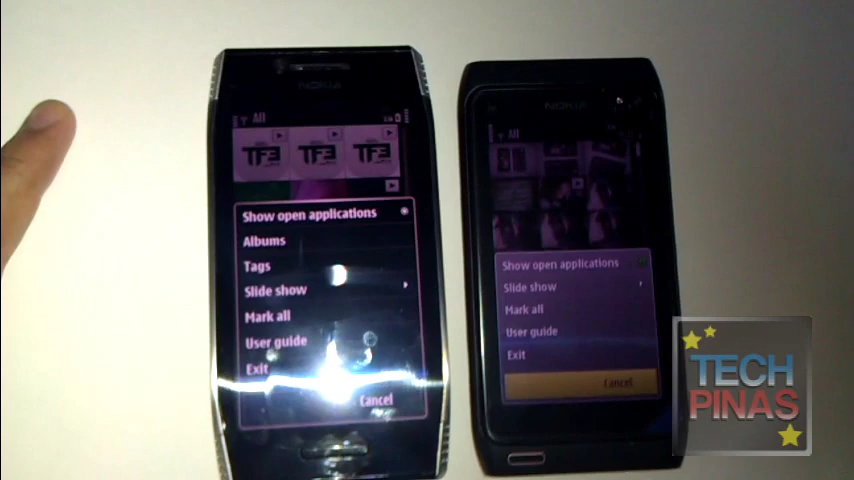 NOKIA
All
TF3 TF3 TF3
Show open applications
Albums
Tags
Slide show
Mark all
User guide
Exit
Cancel
NOKIA
All
Show open applications
Slide show
Mark all
User guide
Exit
Cancel
TECH
PINAS